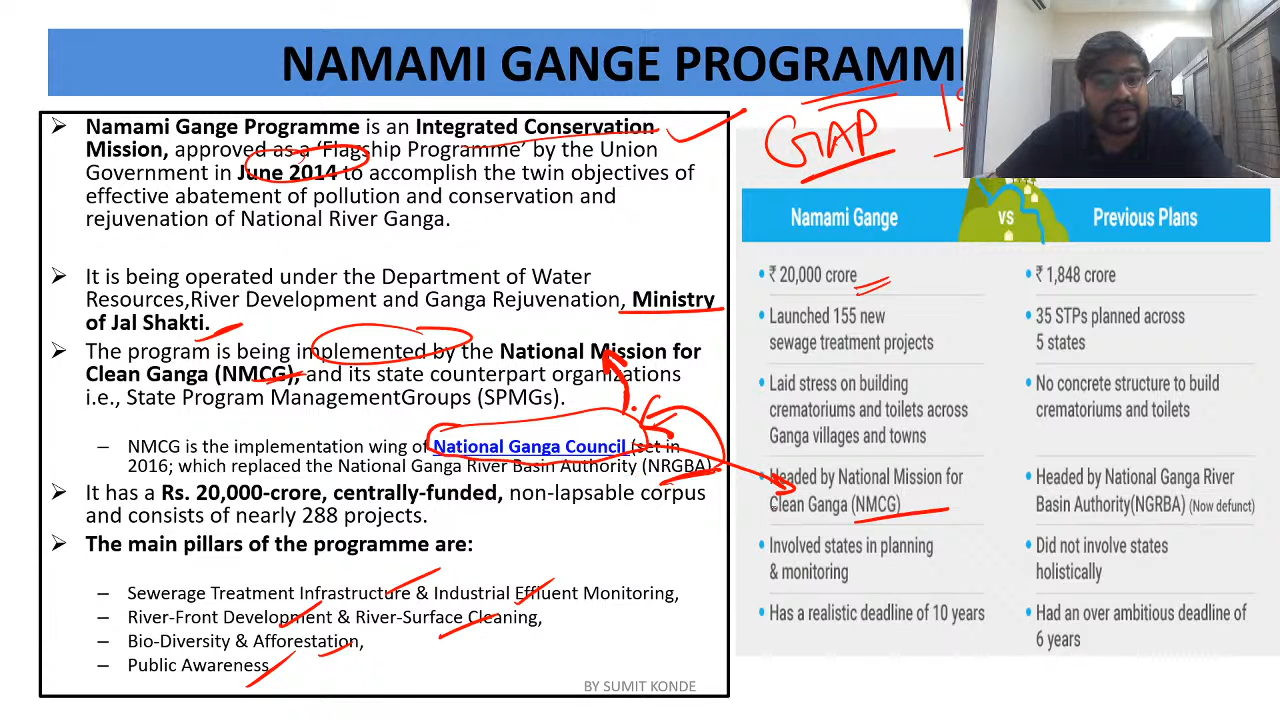 NAMAMI GANGE PROGRAMM
Namami Gange Programme is an Integrated Conservation
Mission, approved as a ‘Flagship Programme’ by the Union
Government in June 2014 to accomplish the twin objectives of
effective abatement of pollution and conservation and
rejuvenation of National River Ganga.
It is being operated under the Department of Water
Resources,River Development and Ganga Rejuvenation, Ministry
of Jal Shakti.
The program is being implemented by the National Mission for
Clean Ganga (NMCG), and its state counterpart organizations
i.e., State Program ManagementGroups (SPMGs).
– NMCG is the implementation wing of National Ganga Council (set in
2016; which replaced the National Ganga River Basin Authority (NRGBA)
It has a Rs. 20,000-crore, centrally-funded, non-lapsable corpus
and consists of nearly 288 projects.
The main pillars of the programme are:
– Sewerage Treatment Infrastructure & Industrial Effluent Monitoring,
– River-Front Development & River-Surface Cleaning,
– Bio-Diversity & Afforestation,
– Public Awareness
BY SUMIT KONDE
GAP
Namami Gange
VS
Previous Plans
• ₹ 20,000 crore
• ₹ 1,848 crore
• Launched 155 new
sewage treatment projects
• 35 STPs planned across
5 states
• Laid stress on building
crematoriums and toilets across
Ganga villages and towns
• No concrete structure to build
crematoriums and toilets
• Headed by National Mission for
Clean Ganga (NMCG)
• Headed by National Ganga River
Basin Authority(NGRBA) (Now defunct)
• Involved states in planning
& monitoring
• Did not involve states
holistically
• Has a realistic deadline of 10 years
• Had an over ambitious deadline of
6 years